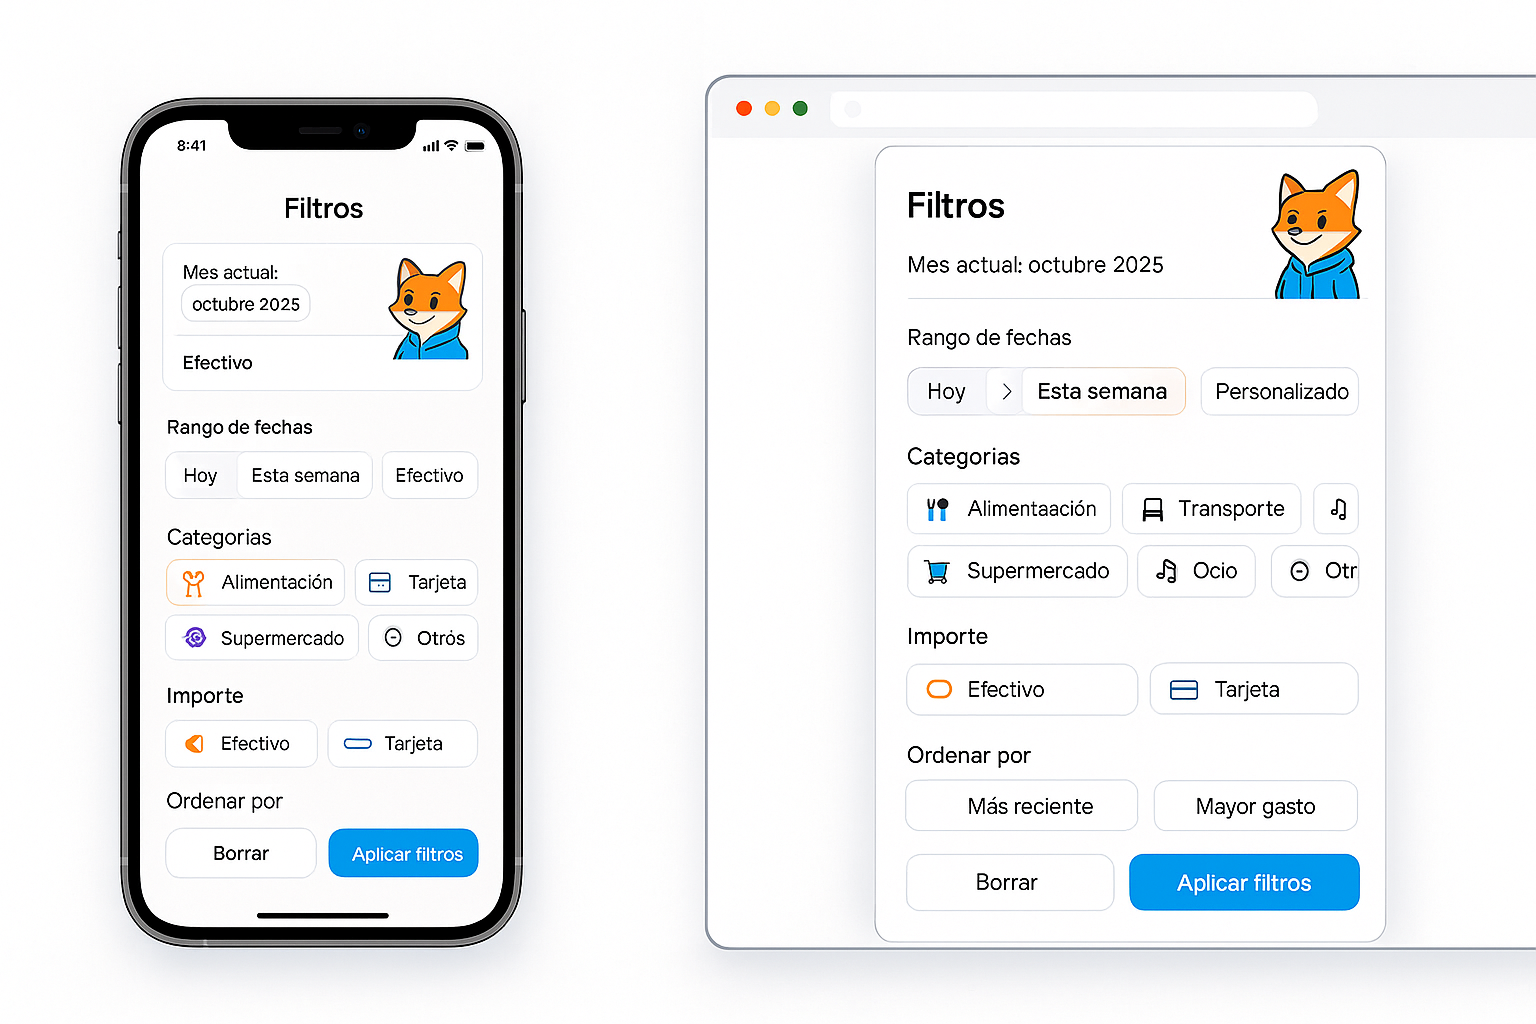 8:41
Filtros
Mes actual:
octubre 2025
Efectivo
Rango de fechas
Hoy Esta semana Efectivo
Categorias
Alimentación Tarjeta
Supermercado Otrós
Importe
Efectivo Tarjeta
Ordenar por
Borrar Aplicar filtros
Filtros
Mes actual: octubre 2025
Rango de fechas
Hoy > Esta semana Personalizado
Categorias
Alimentaación Transporte
Supermercado Ocio Otr
Importe
Efectivo Tarjeta
Ordenar por
Más reciente Mayor gasto
Borrar Aplicar filtros